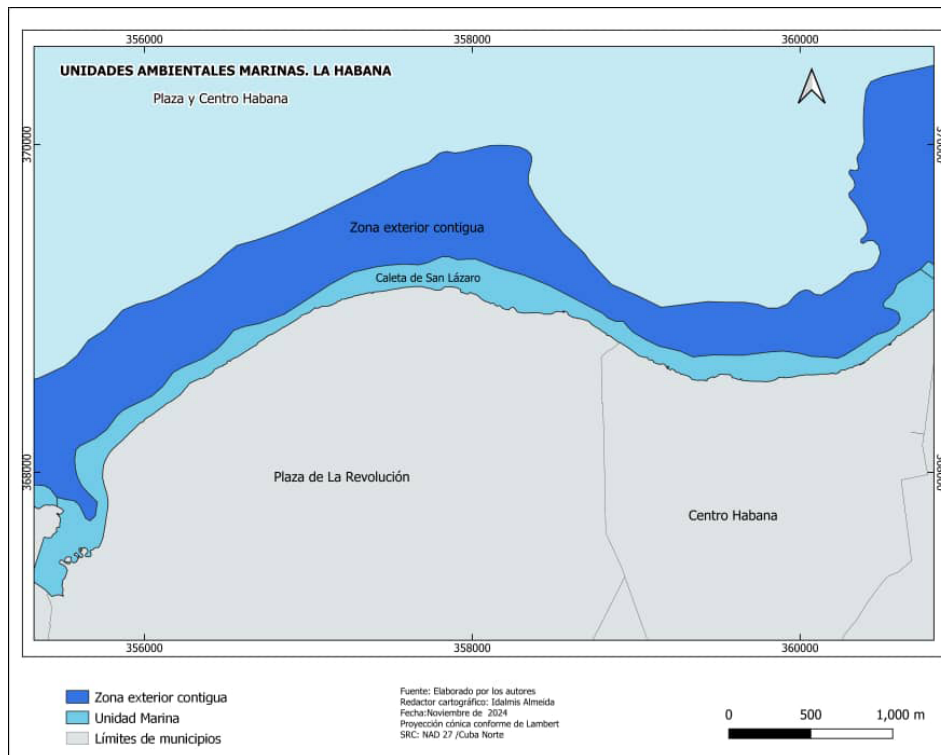 356000
358000
360000
UNIDADES AMBIENTALES MARINAS. LA HABANA
Plaza y Centro Habana
370000
370000
Zona exterior contigua
Caleta de San Lázaro
368000
368000
Plaza de La Revolución
Centro Habana
356000
358000
360000
Zona exterior contigua
Unidad Marina
Límites de municipios
Fuente: Elaborado por los autores
Redactor cartográfico: Idalmis Almeida
Fecha:Noviembre de 2024
Proyección cónica conforme de Lambert
SRC: NAD 27 /Cuba Norte
0 500 1,000 m